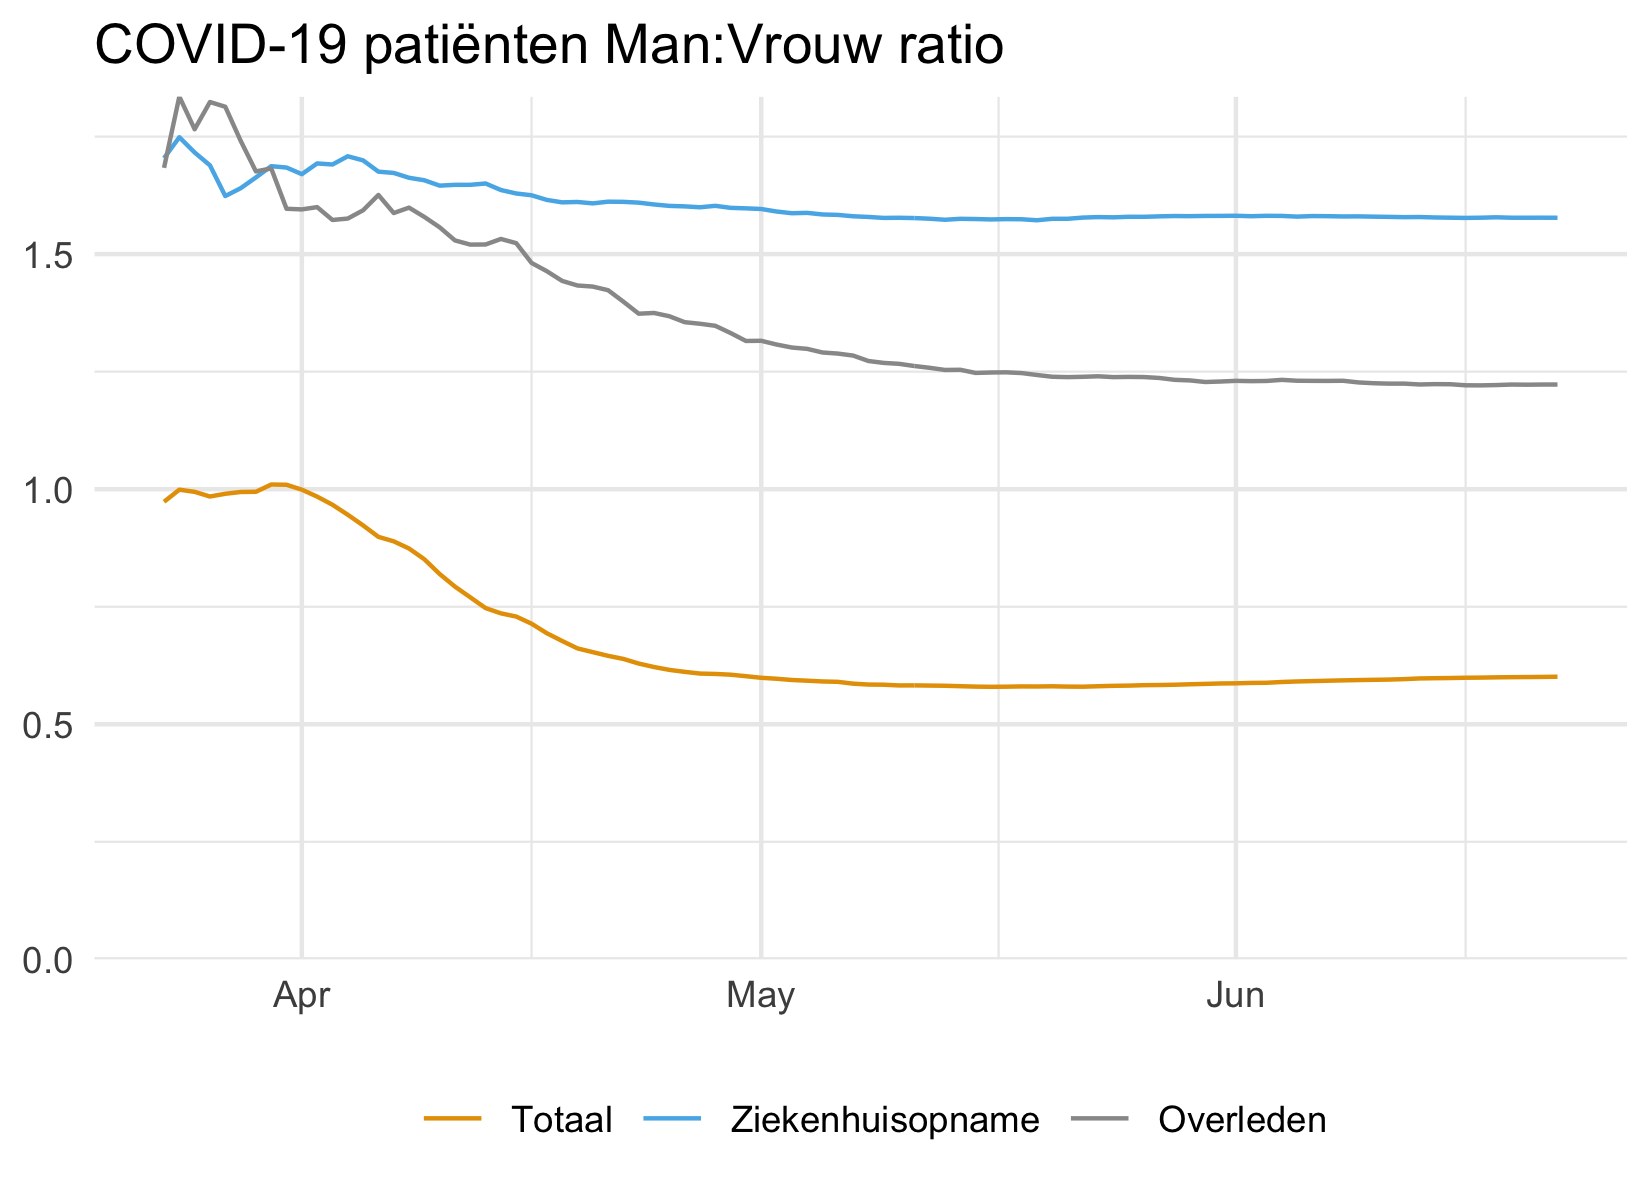 COVID-19 patiënten Man:Vrouw ratio
1.5
1.0
0.5
0.0
Apr May Jun
Totaal Ziekenhuisopname Overleden